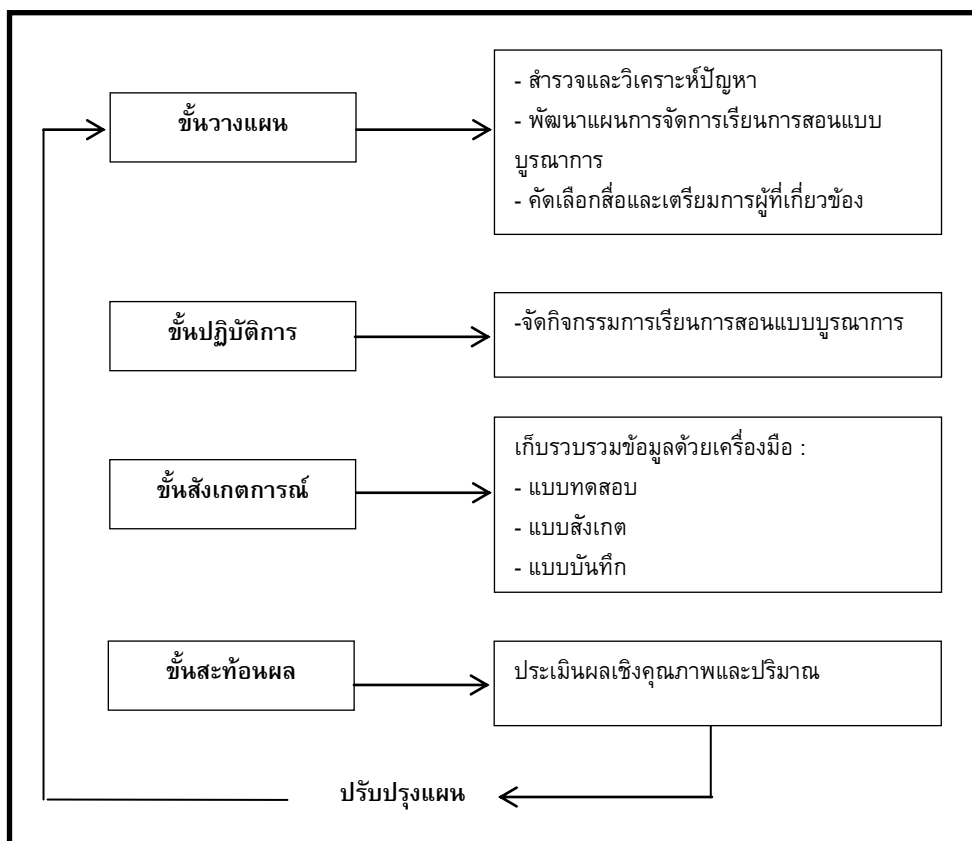 ขั้นวางแผน
- สำรวจและวิเคราะห์ปัญหา
- พัฒนาแผนการจัดการเรียนการสอนแบบ
บูรณาการ
- คัดเลือกสื่อและเตรียมการผู้ที่เกี่ยวข้อง
ขั้นปฏิบัติการ
-จัดกิจกรรมการเรียนการสอนแบบบูรณาการ
ขั้นสังเกตการณ์
เก็บรวบรวมข้อมูลด้วยเครื่องมือ :
- แบบทดสอบ
- แบบสังเกต
- แบบบันทึก
ขั้นสะท้อนผล
ประเมินผลเชิงคุณภาพและปริมาณ
ปรับปรุงแผน